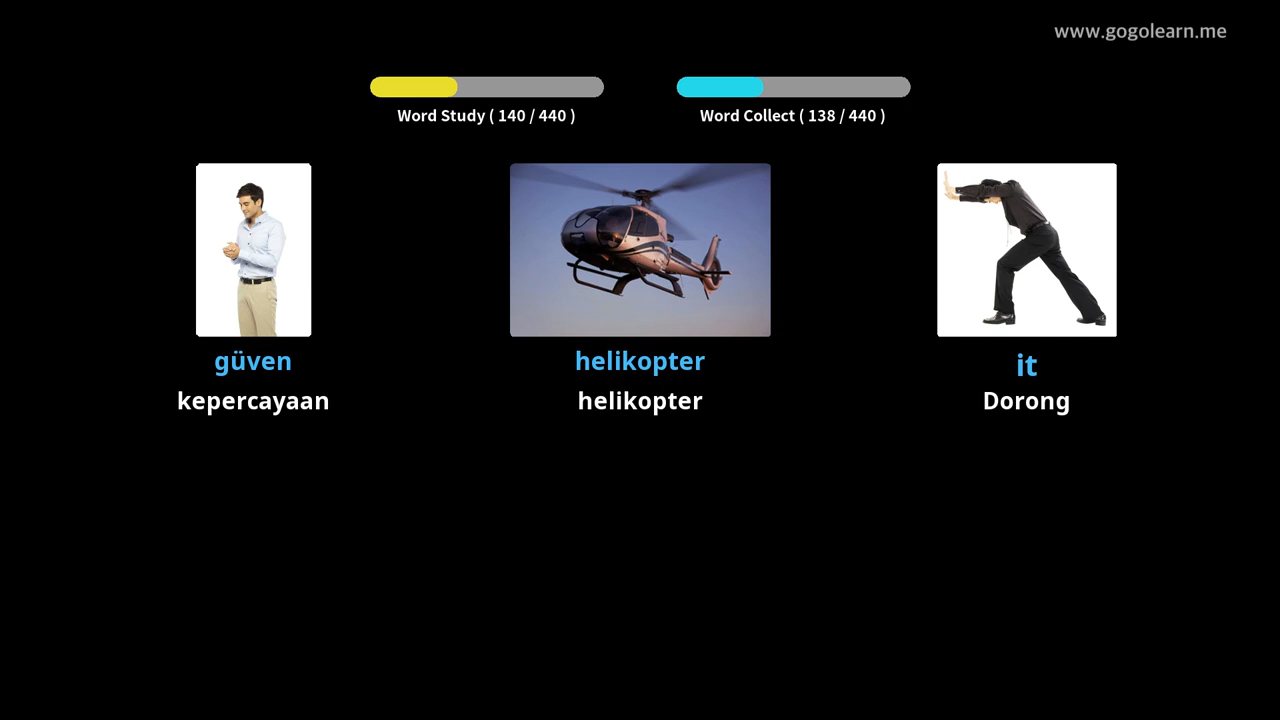 www.gogolearn.me
Word Study ( 140 / 440 )
Word Collect ( 138 / 440 )
güven
helikopter
it
kepercayaan
helikopter
Dorong